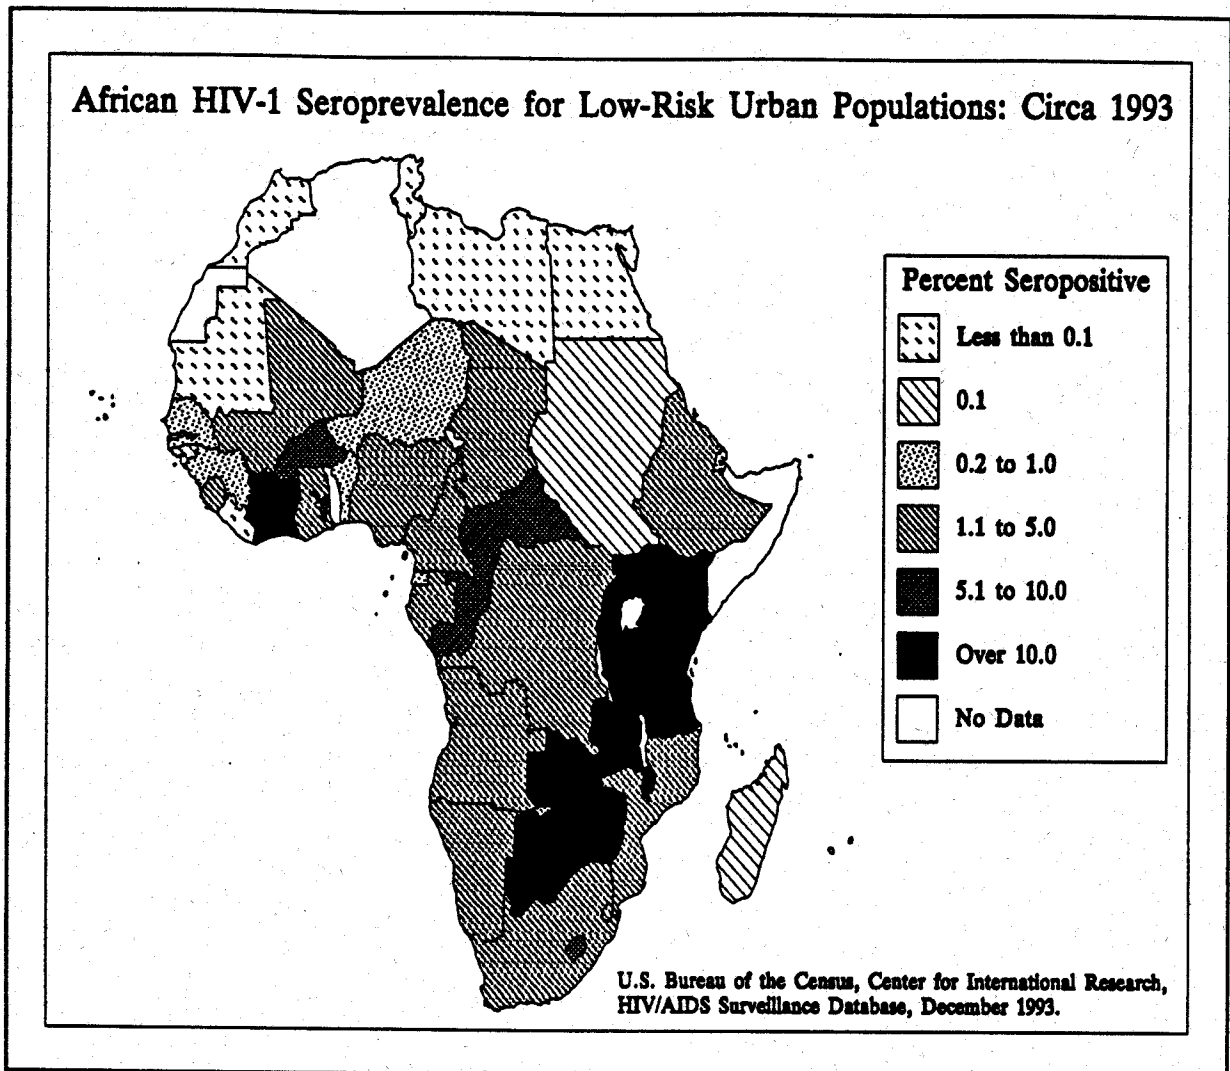 African HIV-1 Seroprevalence for Low-Risk Urban Populations: Circa 1993
Percent Seropositive
Less than 0.1
0.1
0.2 to 1.0
1.1 to 5.0
5.1 to 10.0
Over 10.0
No Data
U.S. Bureau of the Census, Center for International Research,
HIV/AIDS Surveillance Database, December 1993.